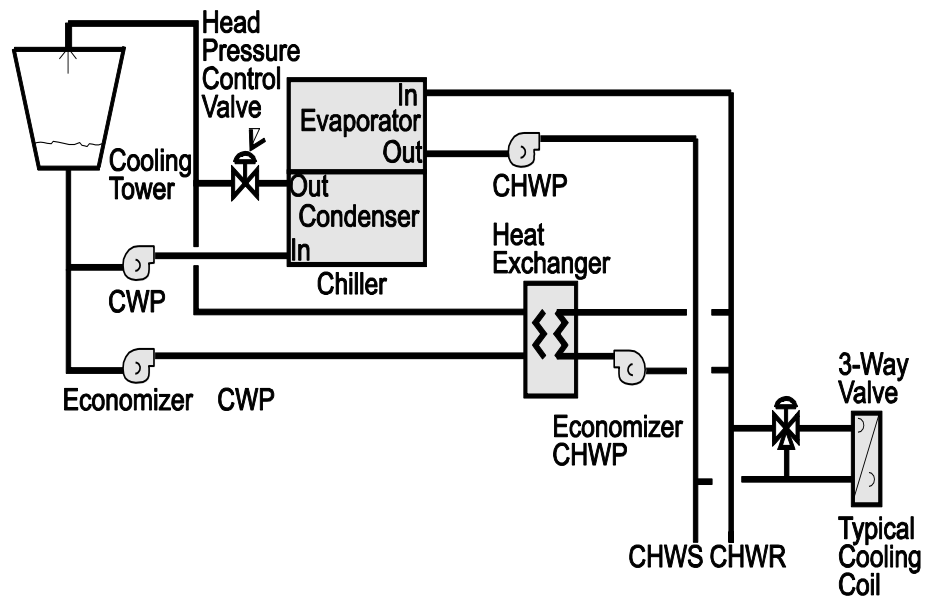 Head
Pressure
Control
Valve
In
Evaporator
Out
Cooling
Tower
CHWP
Out
Condenser
In
Chiller
Heat
Exchanger
CWP
Economizer CWP
3-Way
Valve
Economizer
CHWP
Typical
Cooling
Coil
CHWS CHWR